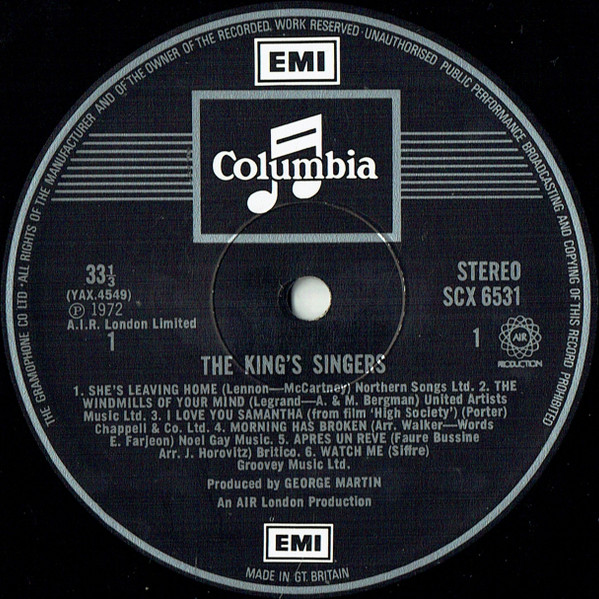 THE GRAMOPHONE CO LTD · ALL RIGHTS OF THE MANUFACTURER AND OF THE OWNER OF THE RECORDED WORK RESERVED · UNAUTHORISED PUBLIC PERFORMANCE BROADCASTING AND COPYING OF THIS RECORD PROHIBITED
EMI
Columbia
33⅓
(YAX.4549)
Ⓟ 1972
A.I.R. London Limited
1
STEREO
SCX 6531
1
AIR
PRODUCTION
THE KING'S SINGERS
1. SHE'S LEAVING HOME (Lennon—McCartney) Northern Songs Ltd. 2. THE
WINDMILLS OF YOUR MIND (Legrand—A. & M. Bergman) United Artists
Music Ltd. 3. I LOVE YOU SAMANTHA (from film 'High Society') (Porter)
Chappell & Co. Ltd. 4. MORNING HAS BROKEN (Arr. Walker—Words
E. Farjeon) Noel Gay Music. 5. APRES UN REVE (Faure Bussine
Arr. J. Horovitz) Britico. 6. WATCH ME (Siffre)
Groovey Music Ltd.
Produced by GEORGE MARTIN
An AIR London Production
EMI
MADE IN GT. BRITAIN